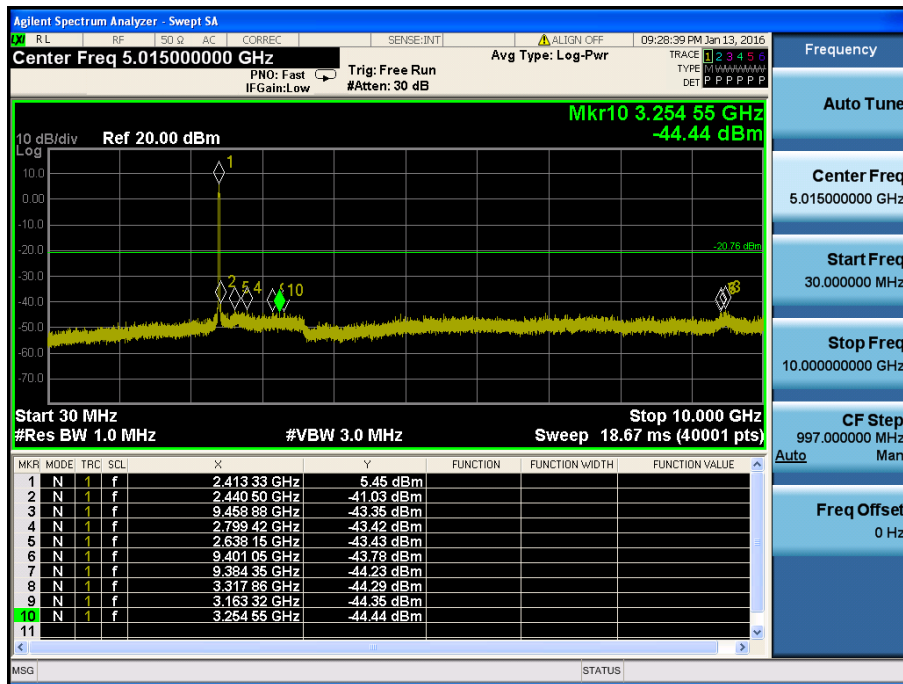 Agilent Spectrum Analyzer - Swept SA
LXI RL RF 50 Ω AC CORREC SENSE:INT ALIGN OFF 09:28:39 PM Jan 13, 2016
Center Freq 5.015000000 GHz
PNO: Fast
IFGain:Low
Trig: Free Run
#Atten: 30 dB
Avg Type: Log-Pwr
TRACE 1 2 3 4 5 6
TYPE MWWWWW
DET P P P P P P
Mkr10 3.254 55 GHz
-44.44 dBm
10 dB/div Ref 20.00 dBm
Log
10.0
0.00
-10.0
-20.0
-30.0
-40.0
-50.0
-60.0
-70.0
1
-20.76 dBm
2 5 4 10
Start 30 MHz Stop 10.000 GHz
#Res BW 1.0 MHz #VBW 3.0 MHz Sweep 18.67 ms (40001 pts)
MKR MODE TRC SCL X Y FUNCTION FUNCTION WIDTH FUNCTION VALUE
1 N 1 f 2.413 33 GHz 5.45 dBm
2 N 1 f 2.440 50 GHz -41.03 dBm
3 N 1 f 9.458 88 GHz -43.35 dBm
4 N 1 f 2.799 42 GHz -43.42 dBm
5 N 1 f 2.638 15 GHz -43.43 dBm
6 N 1 f 9.401 05 GHz -43.78 dBm
7 N 1 f 9.384 35 GHz -44.23 dBm
8 N 1 f 3.317 86 GHz -44.29 dBm
9 N 1 f 3.163 32 GHz -44.35 dBm
10 N 1 f 3.254 55 GHz -44.44 dBm
11
MSG STATUS
Frequency
Auto Tune
Center Freq
5.015000000 GHz
Start Freq
30.000000 MHz
Stop Freq
10.000000000 GHz
CF Step
997.000000 MHz
Auto Man
Freq Offset
0 Hz